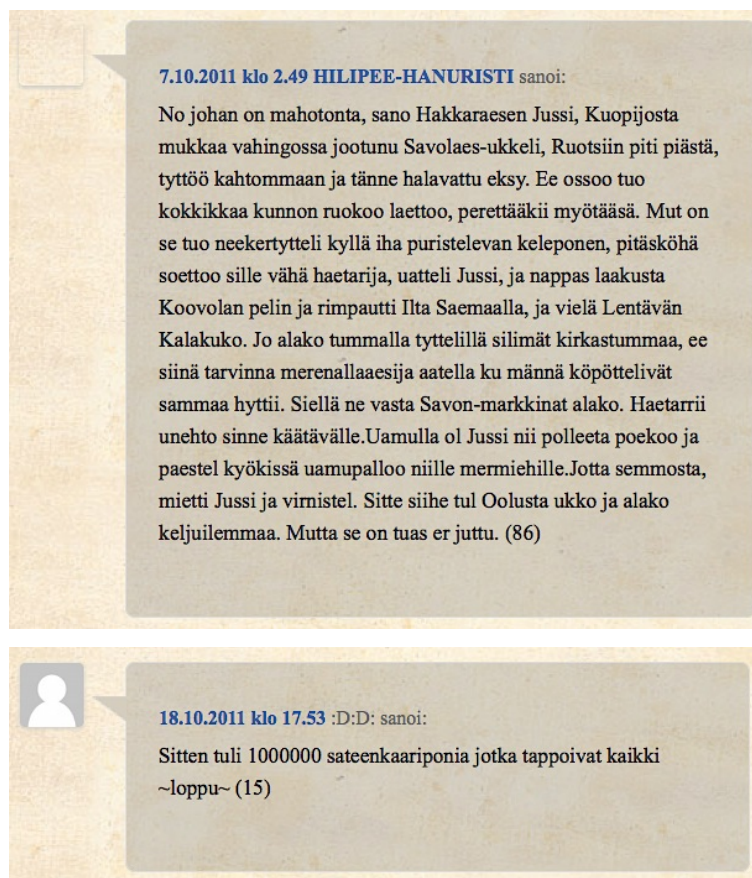 7.10.2011 klo 2.49 HILIPEE-HANURISTI sanoi:
No johan on mahotonta, sano Hakkaraesen Jussi, Kuopijosta
mukkaa vahingossa jootunu Savolaes-ukkeli, Ruotsiin piti piästä,
tyttöö kahtommaan ja tänne halavattu eksy. Ee ossoo tuo
kokkikkaa kunnon ruokoo laettoo, perettääkii myötääsä. Mut on
se tuo neekertytteli kyllä iha puristelevan keleponen, pitäsköhä
soettoo sille vähä haetarija, uatteli Jussi, ja nappas laakusta
Koovolan pelin ja rimpautti Ilta Saemaalla, ja vielä Lentävän
Kalakuko. Jo alako tummalla tyttelillä silimät kirkastummaa, ee
siinä tarvinna merenallaaesija aatella ku männä köpöttelivät
sammaa hyttii. Siellä ne vasta Savon-markkinat alako. Haetarrii
unehto sinne käätävälle.Uamulla ol Jussi nii polleeta poekoo ja
paestel kyökissä uamupalloo niille mermiehille.Jotta semmosta,
mietti Jussi ja virnistel. Sitte siihe tul Oolusta ukko ja alako
keljuilemmaa. Mutta se on tuas er juttu. (86)
18.10.2011 klo 17.53 :D:D: sanoi:
Sitten tuli 1000000 sateenkaariponia jotka tappoivat kaikki
~loppu~ (15)